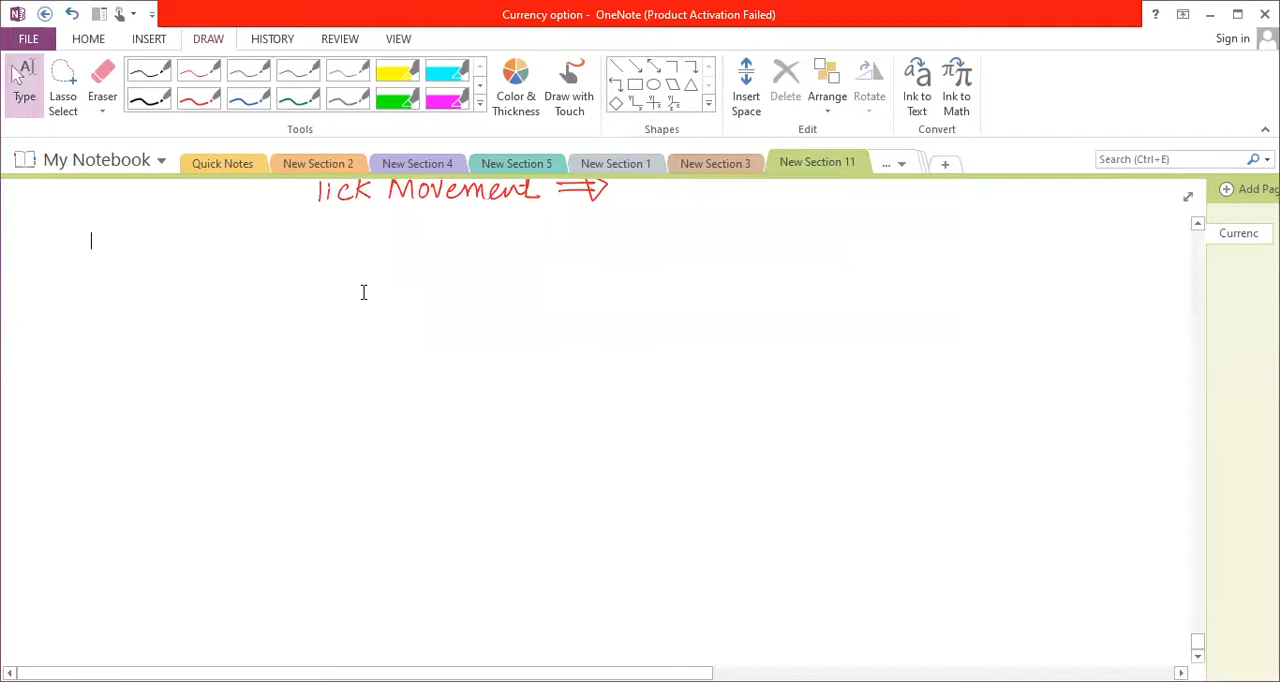 Currency option - OneNote (Product Activation Failed)
?
FILE HOME INSERT DRAW HISTORY REVIEW VIEW
Sign in
Type
Lasso Select
Eraser
Color & Thickness
Draw with Touch
Insert Space
Delete
Arrange
Rotate
Ink to Text
Ink to Math
Tools
Shapes
Edit
Convert
My Notebook
Quick Notes
New Section 2
New Section 4
New Section 5
New Section 1
New Section 3
New Section 11
...
Search (Ctrl+E)
Tick Movement ⇒
Add Pag
Currenc